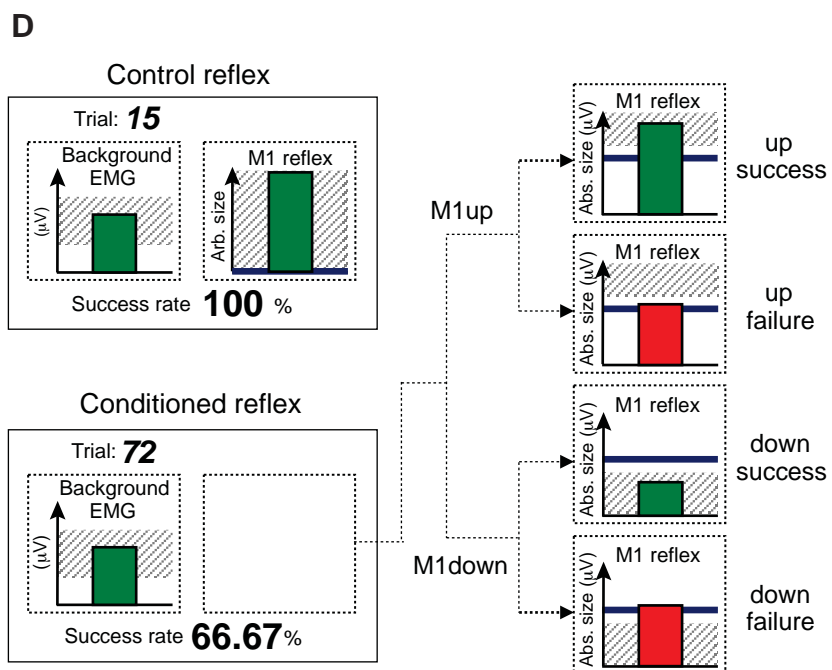 D
Control reflex
Trial: 15
Background
EMG
(µV)
M1 reflex
Arb. size
Success rate 100 %
Conditioned reflex
Trial: 72
Background
EMG
(µV)
Success rate 66.67%
M1up
M1down
M1 reflex
Abs. size (µV)
up
success
M1 reflex
Abs. size (µV)
up
failure
M1 reflex
Abs. size (µV)
down
success
M1 reflex
Abs. size (µV)
down
failure